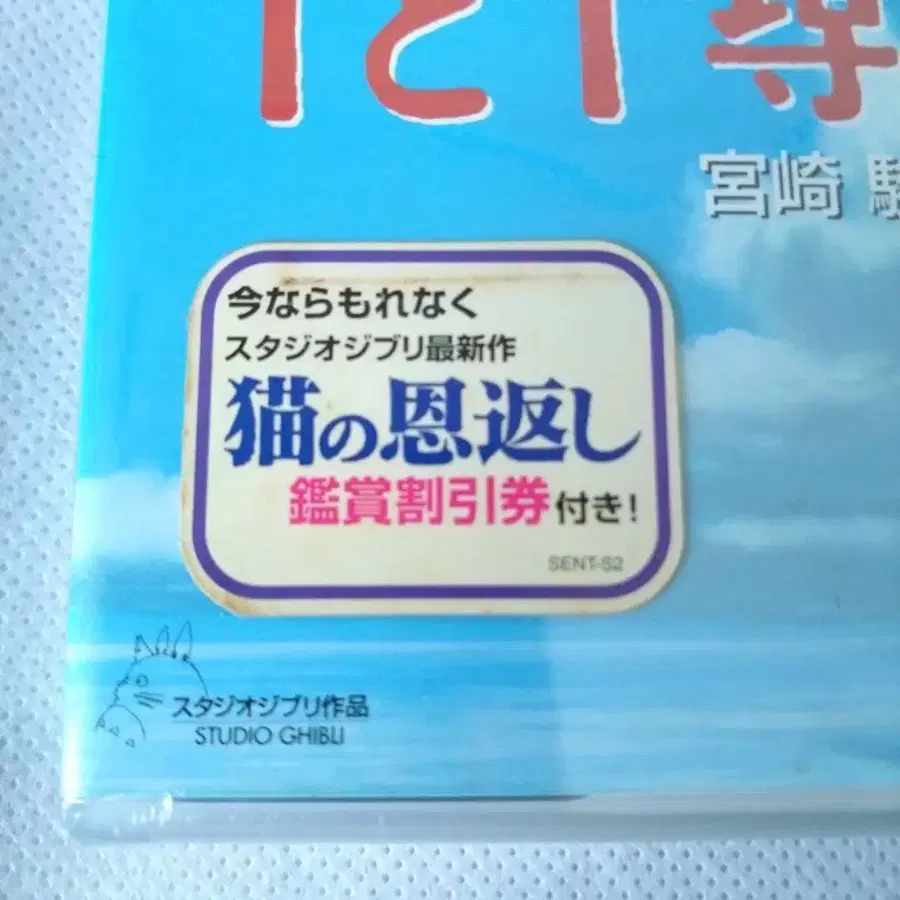 と
宮崎
今ならもれなく
スタジオジブリ最新作
猫の恩返し
鑑賞割引券付き!
SENT-S2
スタジオジブリ作品
STUDIO GHIBLI